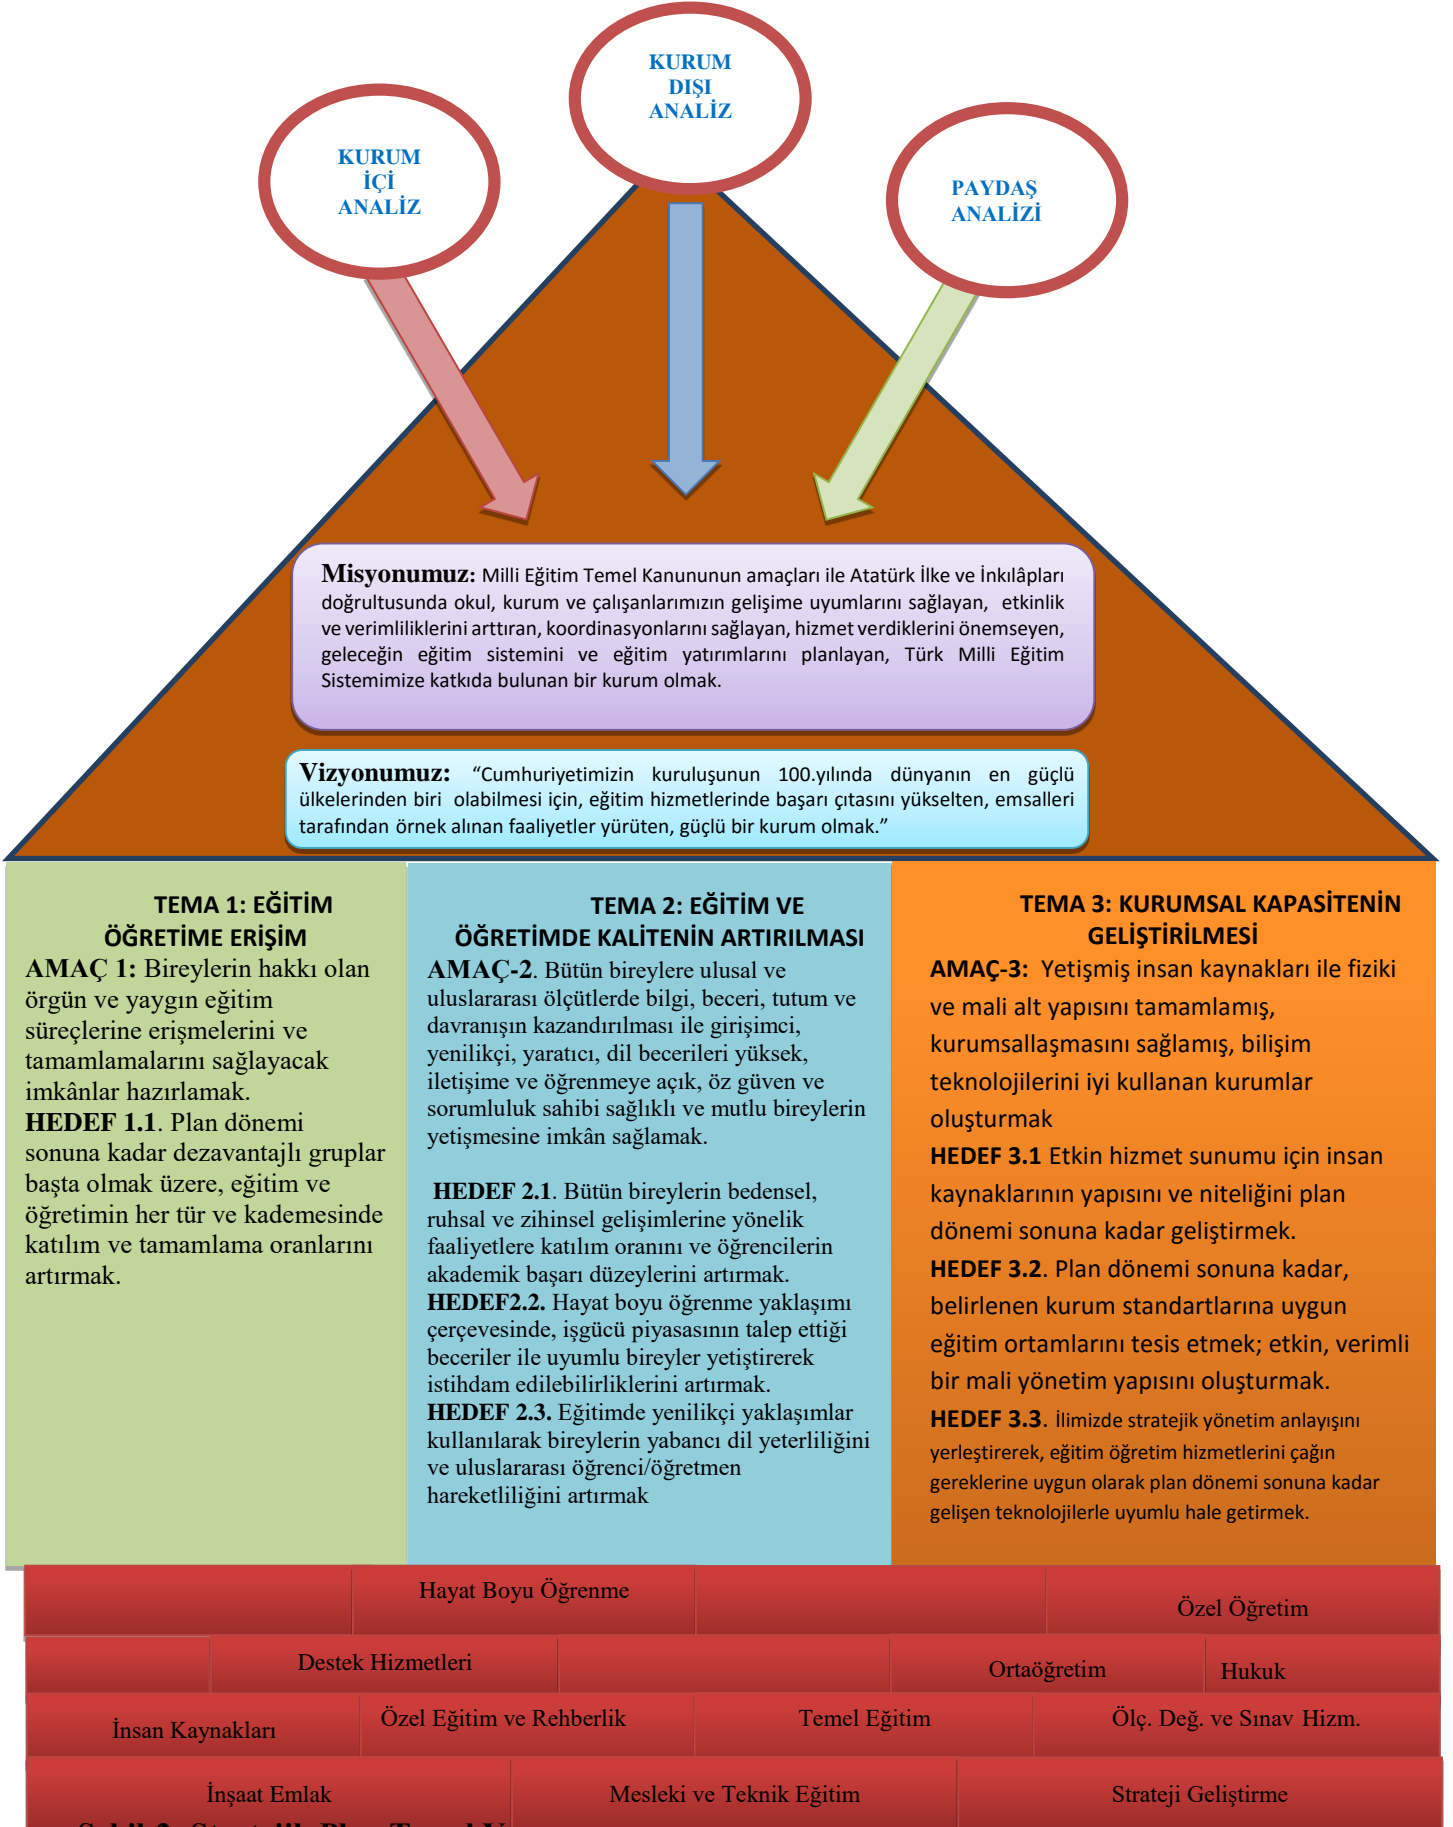 KURUM
DIŞI
ANALİZ
KURUM
İÇİ
ANALİZ
PAYDAŞ
ANALİZİ
Misyonumuz: Milli Eğitim Temel Kanununun amaçları ile Atatürk İlke ve İnkılâpları
doğrultusunda okul, kurum ve çalışanlarımızın gelişime uyumlarını sağlayan, etkinlik
ve verimliliklerini arttıran, koordinasyonlarını sağlayan, hizmet verdiklerini önemseyen,
geleceğin eğitim sistemini ve eğitim yatırımlarını planlayan, Türk Milli Eğitim
Sistemimize katkıda bulunan bir kurum olmak.
Vizyonumuz: “Cumhuriyetimizin kuruluşunun 100.yılında dünyanın en güçlü
ülkelerinden biri olabilmesi için, eğitim hizmetlerinde başarı çıtasını yükselten, emsalleri
tarafından örnek alınan faaliyetler yürüten, güçlü bir kurum olmak.”
TEMA 1: EĞİTİM
ÖĞRETİME ERİŞİM
AMAÇ 1: Bireylerin hakkı olan
örgün ve yaygın eğitim
süreçlerine erişmelerini ve
tamamlamalarını sağlayacak
imkânlar hazırlamak.
HEDEF 1.1. Plan dönemi
sonuna kadar dezavantajlı gruplar
başta olmak üzere, eğitim ve
öğretimin her tür ve kademesinde
katılım ve tamamlama oranlarını
artırmak.
TEMA 2: EĞİTİM VE
ÖĞRETİMDE KALİTENİN ARTIRILMASI
AMAÇ-2. Bütün bireylere ulusal ve
uluslararası ölçütlerde bilgi, beceri, tutum ve
davranışın kazandırılması ile girişimci,
yenilikçi, yaratıcı, dil becerileri yüksek,
iletişime ve öğrenmeye açık, öz güven ve
sorumluluk sahibi sağlıklı ve mutlu bireylerin
yetişmesine imkân sağlamak.
HEDEF 2.1. Bütün bireylerin bedensel,
ruhsal ve zihinsel gelişimlerine yönelik
faaliyetlere katılım oranını ve öğrencilerin
akademik başarı düzeylerini artırmak.
HEDEF2.2. Hayat boyu öğrenme yaklaşımı
çerçevesinde, işgücü piyasasının talep ettiği
beceriler ile uyumlu bireyler yetiştirerek
istihdam edilebilirliklerini artırmak.
HEDEF 2.3. Eğitimde yenilikçi yaklaşımlar
kullanılarak bireylerin yabancı dil yeterliliğini
ve uluslararası öğrenci/öğretmen
hareketliliğini artırmak
TEMA 3: KURUMSAL KAPASİTENİN
GELİŞTİRİLMESİ
AMAÇ-3: Yetişmiş insan kaynakları ile fiziki
ve mali alt yapısını tamamlamış,
kurumsallaşmasını sağlamış, bilişim
teknolojilerini iyi kullanan kurumlar
oluşturmak
HEDEF 3.1 Etkin hizmet sunumu için insan
kaynaklarının yapısını ve niteliğini plan
dönemi sonuna kadar geliştirmek.
HEDEF 3.2. Plan dönemi sonuna kadar,
belirlenen kurum standartlarına uygun
eğitim ortamlarını tesis etmek; etkin, verimli
bir mali yönetim yapısını oluşturmak.
HEDEF 3.3. İlimizde stratejik yönetim anlayışını
yerleştirerek, eğitim öğretim hizmetlerini çağın
gereklerine uygun olarak plan dönemi sonuna kadar
gelişen teknolojilerle uyumlu hale getirmek.
Hayat Boyu Öğrenme
Özel Öğretim
Destek Hizmetleri
Ortaöğretim
Hukuk
İnsan Kaynakları
Özel Eğitim ve Rehberlik
Temel Eğitim
Ölç. Değ. ve Sınav Hizm.
İnşaat Emlak
Mesleki ve Teknik Eğitim
Strateji Geliştirme